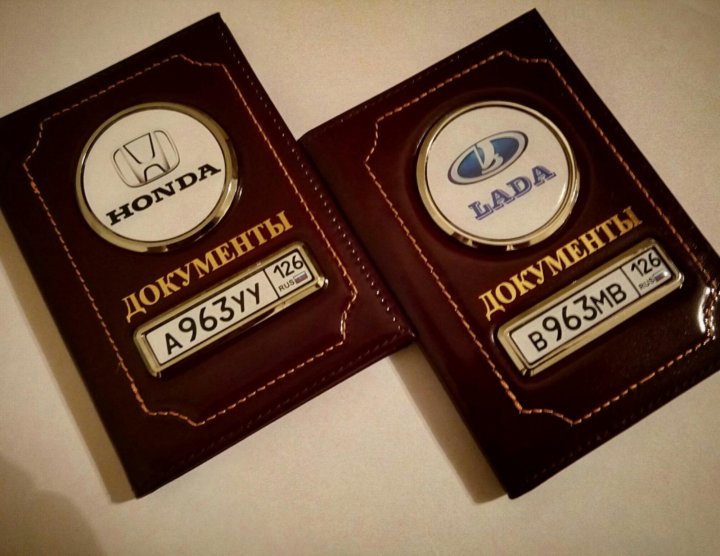 HONDA
ДОКУМЕНТЫ
А963УУ 126
RUS
LADA
ДОКУМЕНТЫ
В963МВ 126
RUS